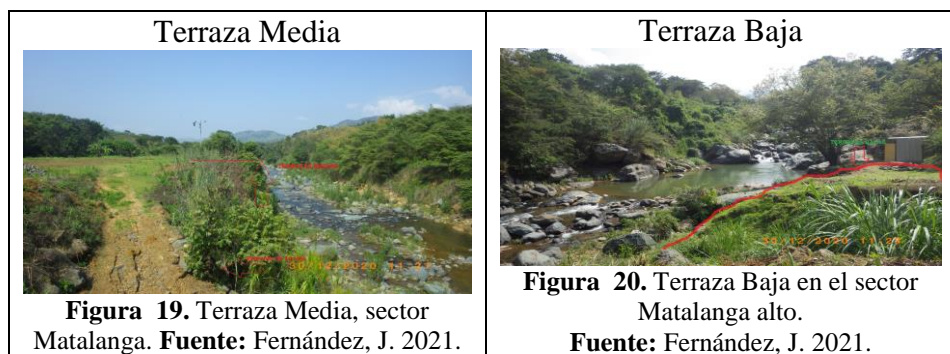 Terraza Media
Figura 19. Terraza Media, sector
Matalanga. Fuente: Fernández, J. 2021.
Terraza Baja
Figura 20. Terraza Baja en el sector
Matalanga alto.
Fuente: Fernández, J. 2021.